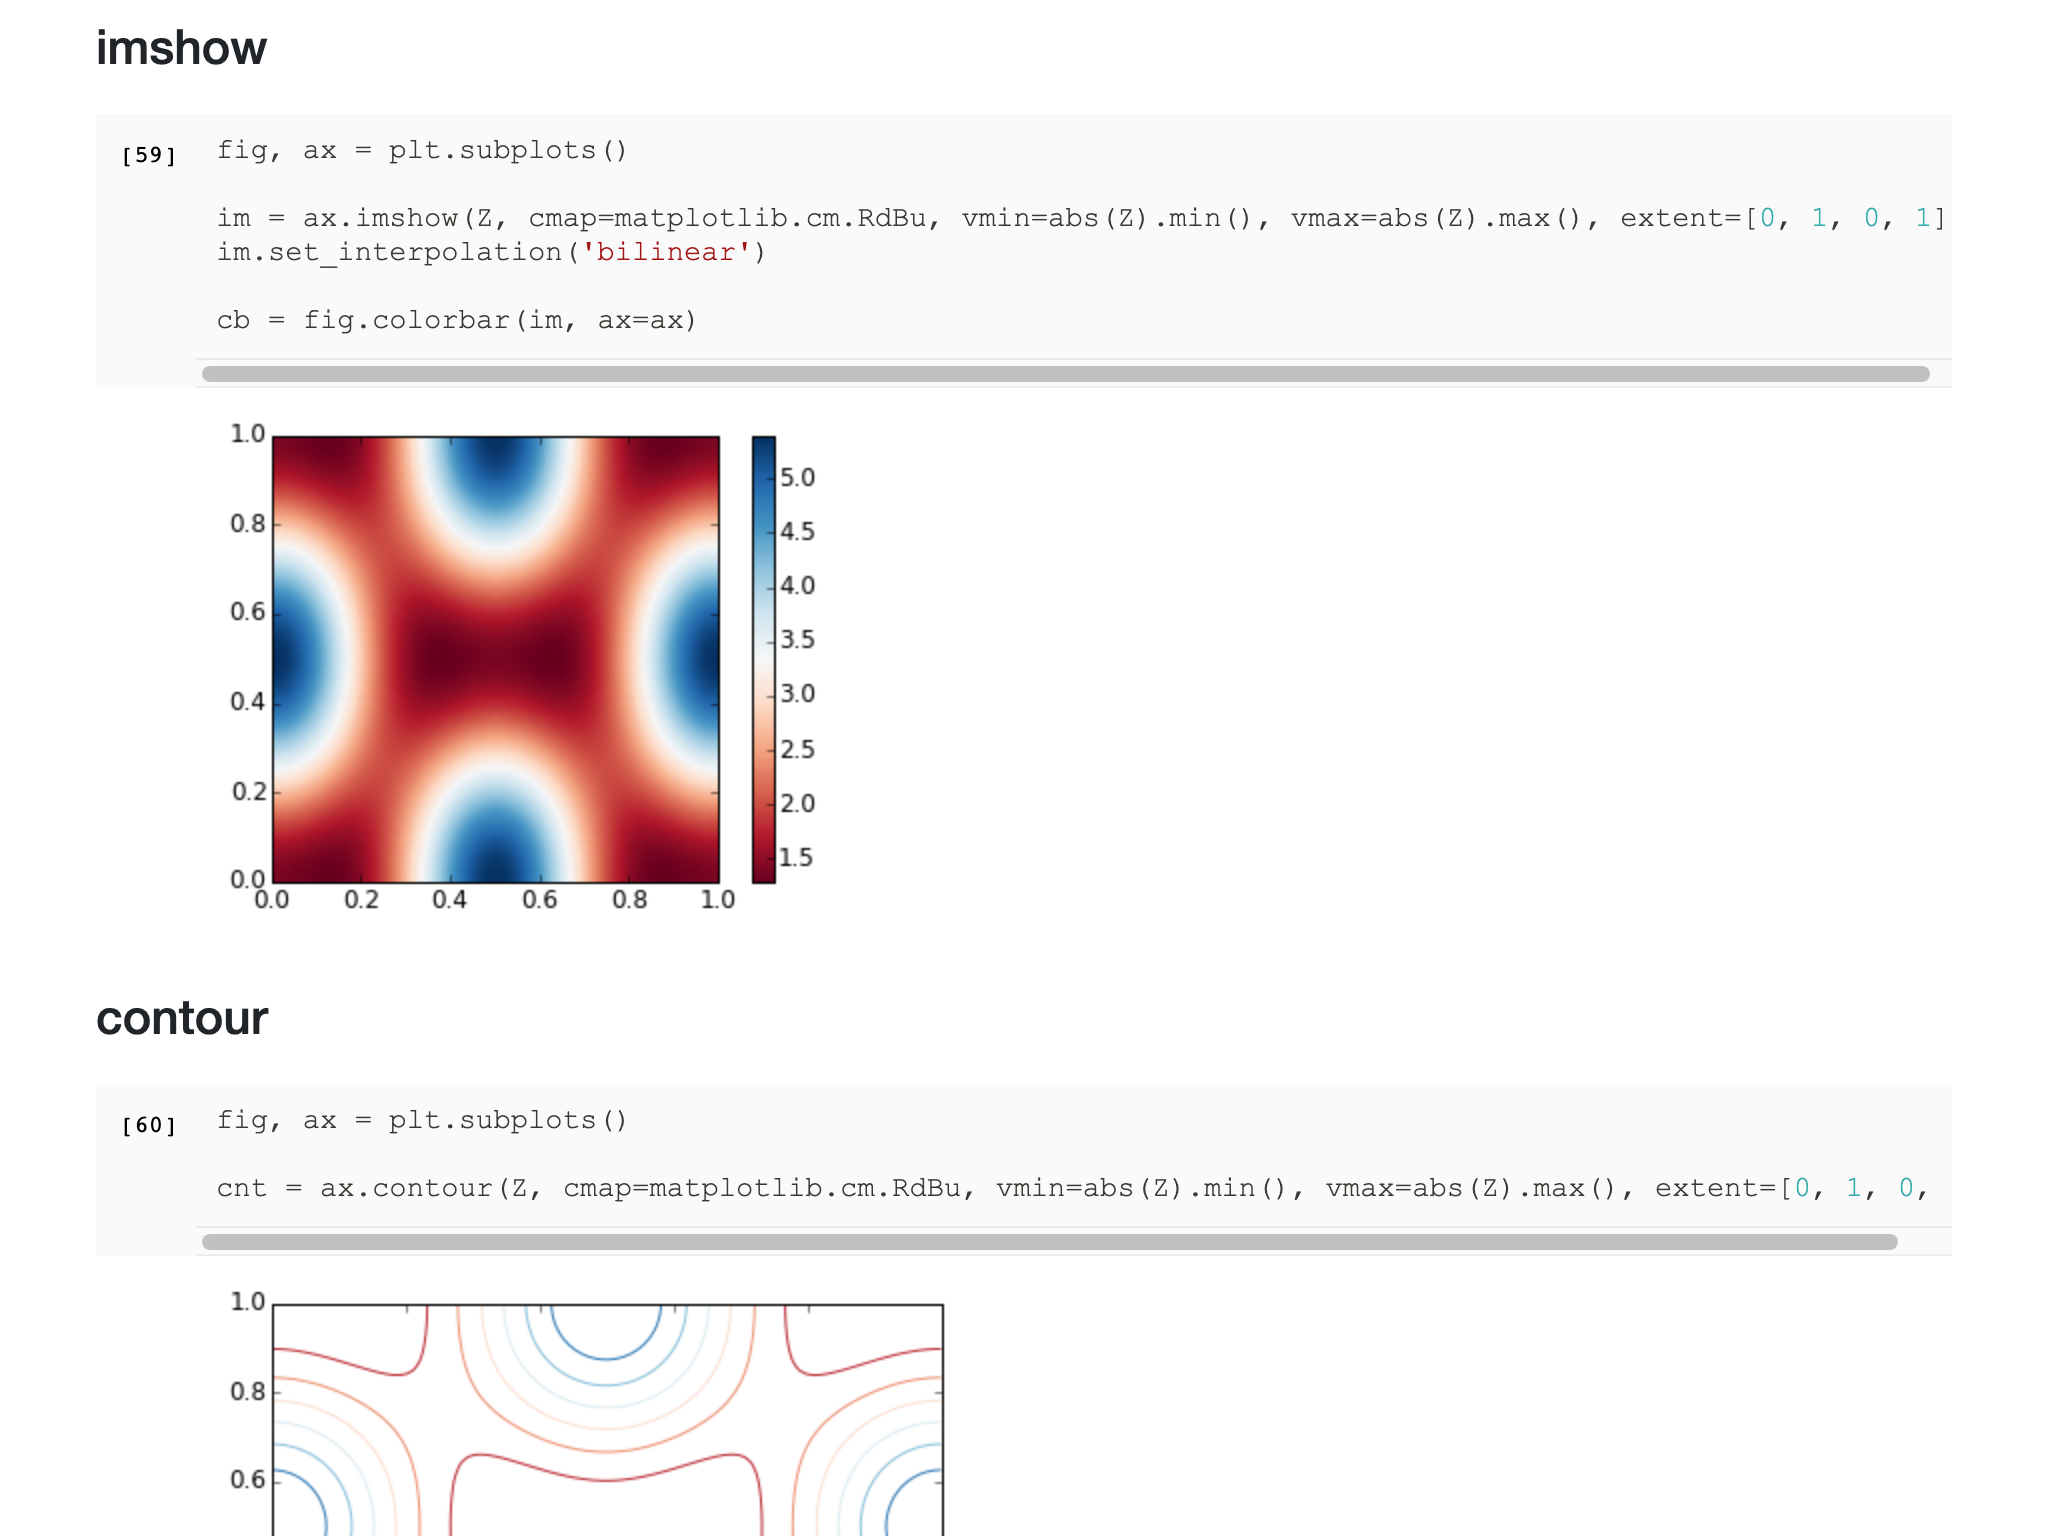 imshow
[59]
fig, ax = plt.subplots()
im = ax.imshow(Z, cmap=matplotlib.cm.RdBu, vmin=abs(Z).min(), vmax=abs(Z).max(), extent=[0, 1, 0, 1]
im.set_interpolation('bilinear')
cb = fig.colorbar(im, ax=ax)
1.0
0.8
0.6
0.4
0.2
0.0
0.0 0.2 0.4 0.6 0.8 1.0
5.0
4.5
4.0
3.5
3.0
2.5
2.0
1.5
contour
[60]
fig, ax = plt.subplots()
cnt = ax.contour(Z, cmap=matplotlib.cm.RdBu, vmin=abs(Z).min(), vmax=abs(Z).max(), extent=[0, 1, 0,
1.0
0.8
0.6